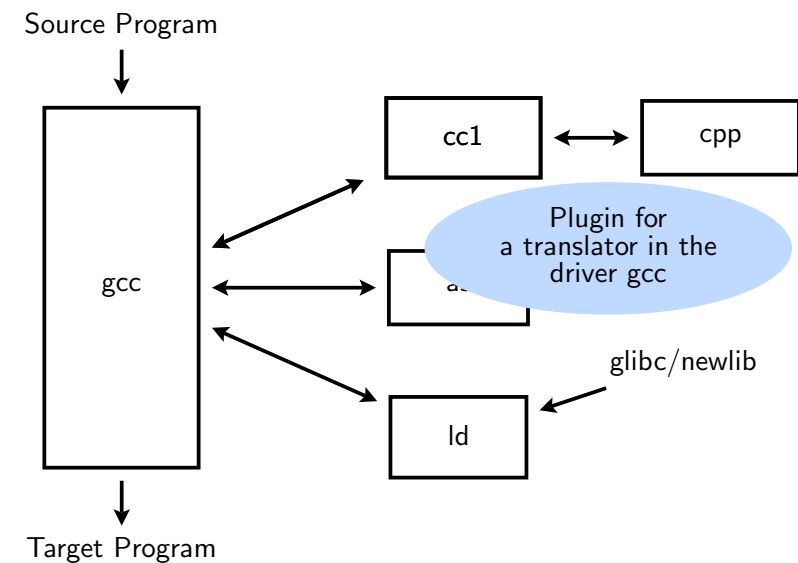 Source Program
cc1
cpp
Plugin for
a translator in the
driver gcc
gcc
glibc/newlib
ld
Target Program